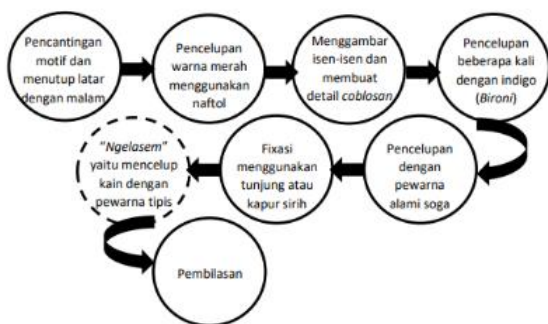 Pencantingan
motif dan
menutup latar
dengan malam
Pencelupan
warna merah
menggunakan
naftol
Menggambar
isen-isen dan
membuat
detail coblosan
Pencelupan
beberapa kali
dengan indigo
(Bironi)
Pencelupan
dengan
pewarna
alami soga
Fixasi
menggunakan
tunjung atau
kapur sirih
"Ngelasem"
yaitu mencelup
kain dengan
pewarna tipis
Pembilasan